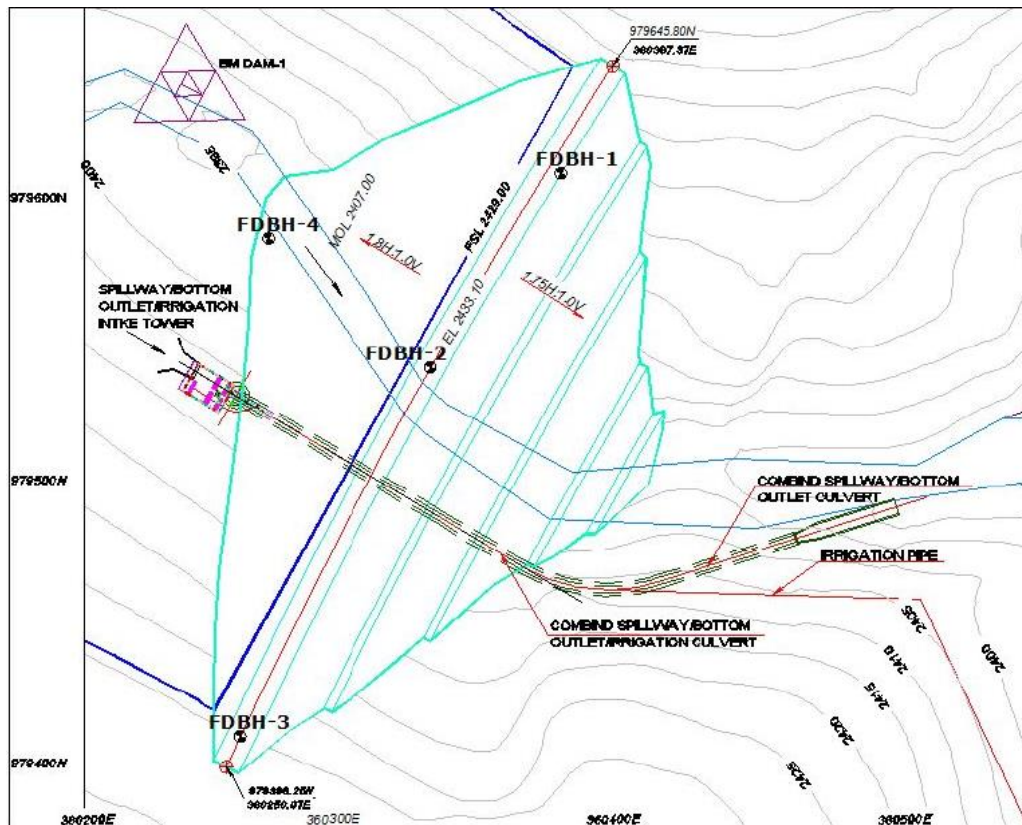 979645.80N
360387.37E
BM DAM-1
FDBH-1
2400
979600N
FDBH-4
MOL 2407.00
FSL 2429.00
1.8H:1.0V
1.75H:1.0V
SPILLWAY/BOTTOM
OUTLET/IRRIGATION
INTKE TOWER
EL 2433.10
FDBH-2
979500N
COMBIND SPILLWAY/BOTTOM
OUTLET CULVERT
IRRIGATION PIPE
COMBIND SPILLWAY/BOTTOM
OUTLET/IRRIGATION CULVERT
2405
2400
2410
2415
2420
2425
FDBH-3
979400N
360200E
360300E
360400E
360500E